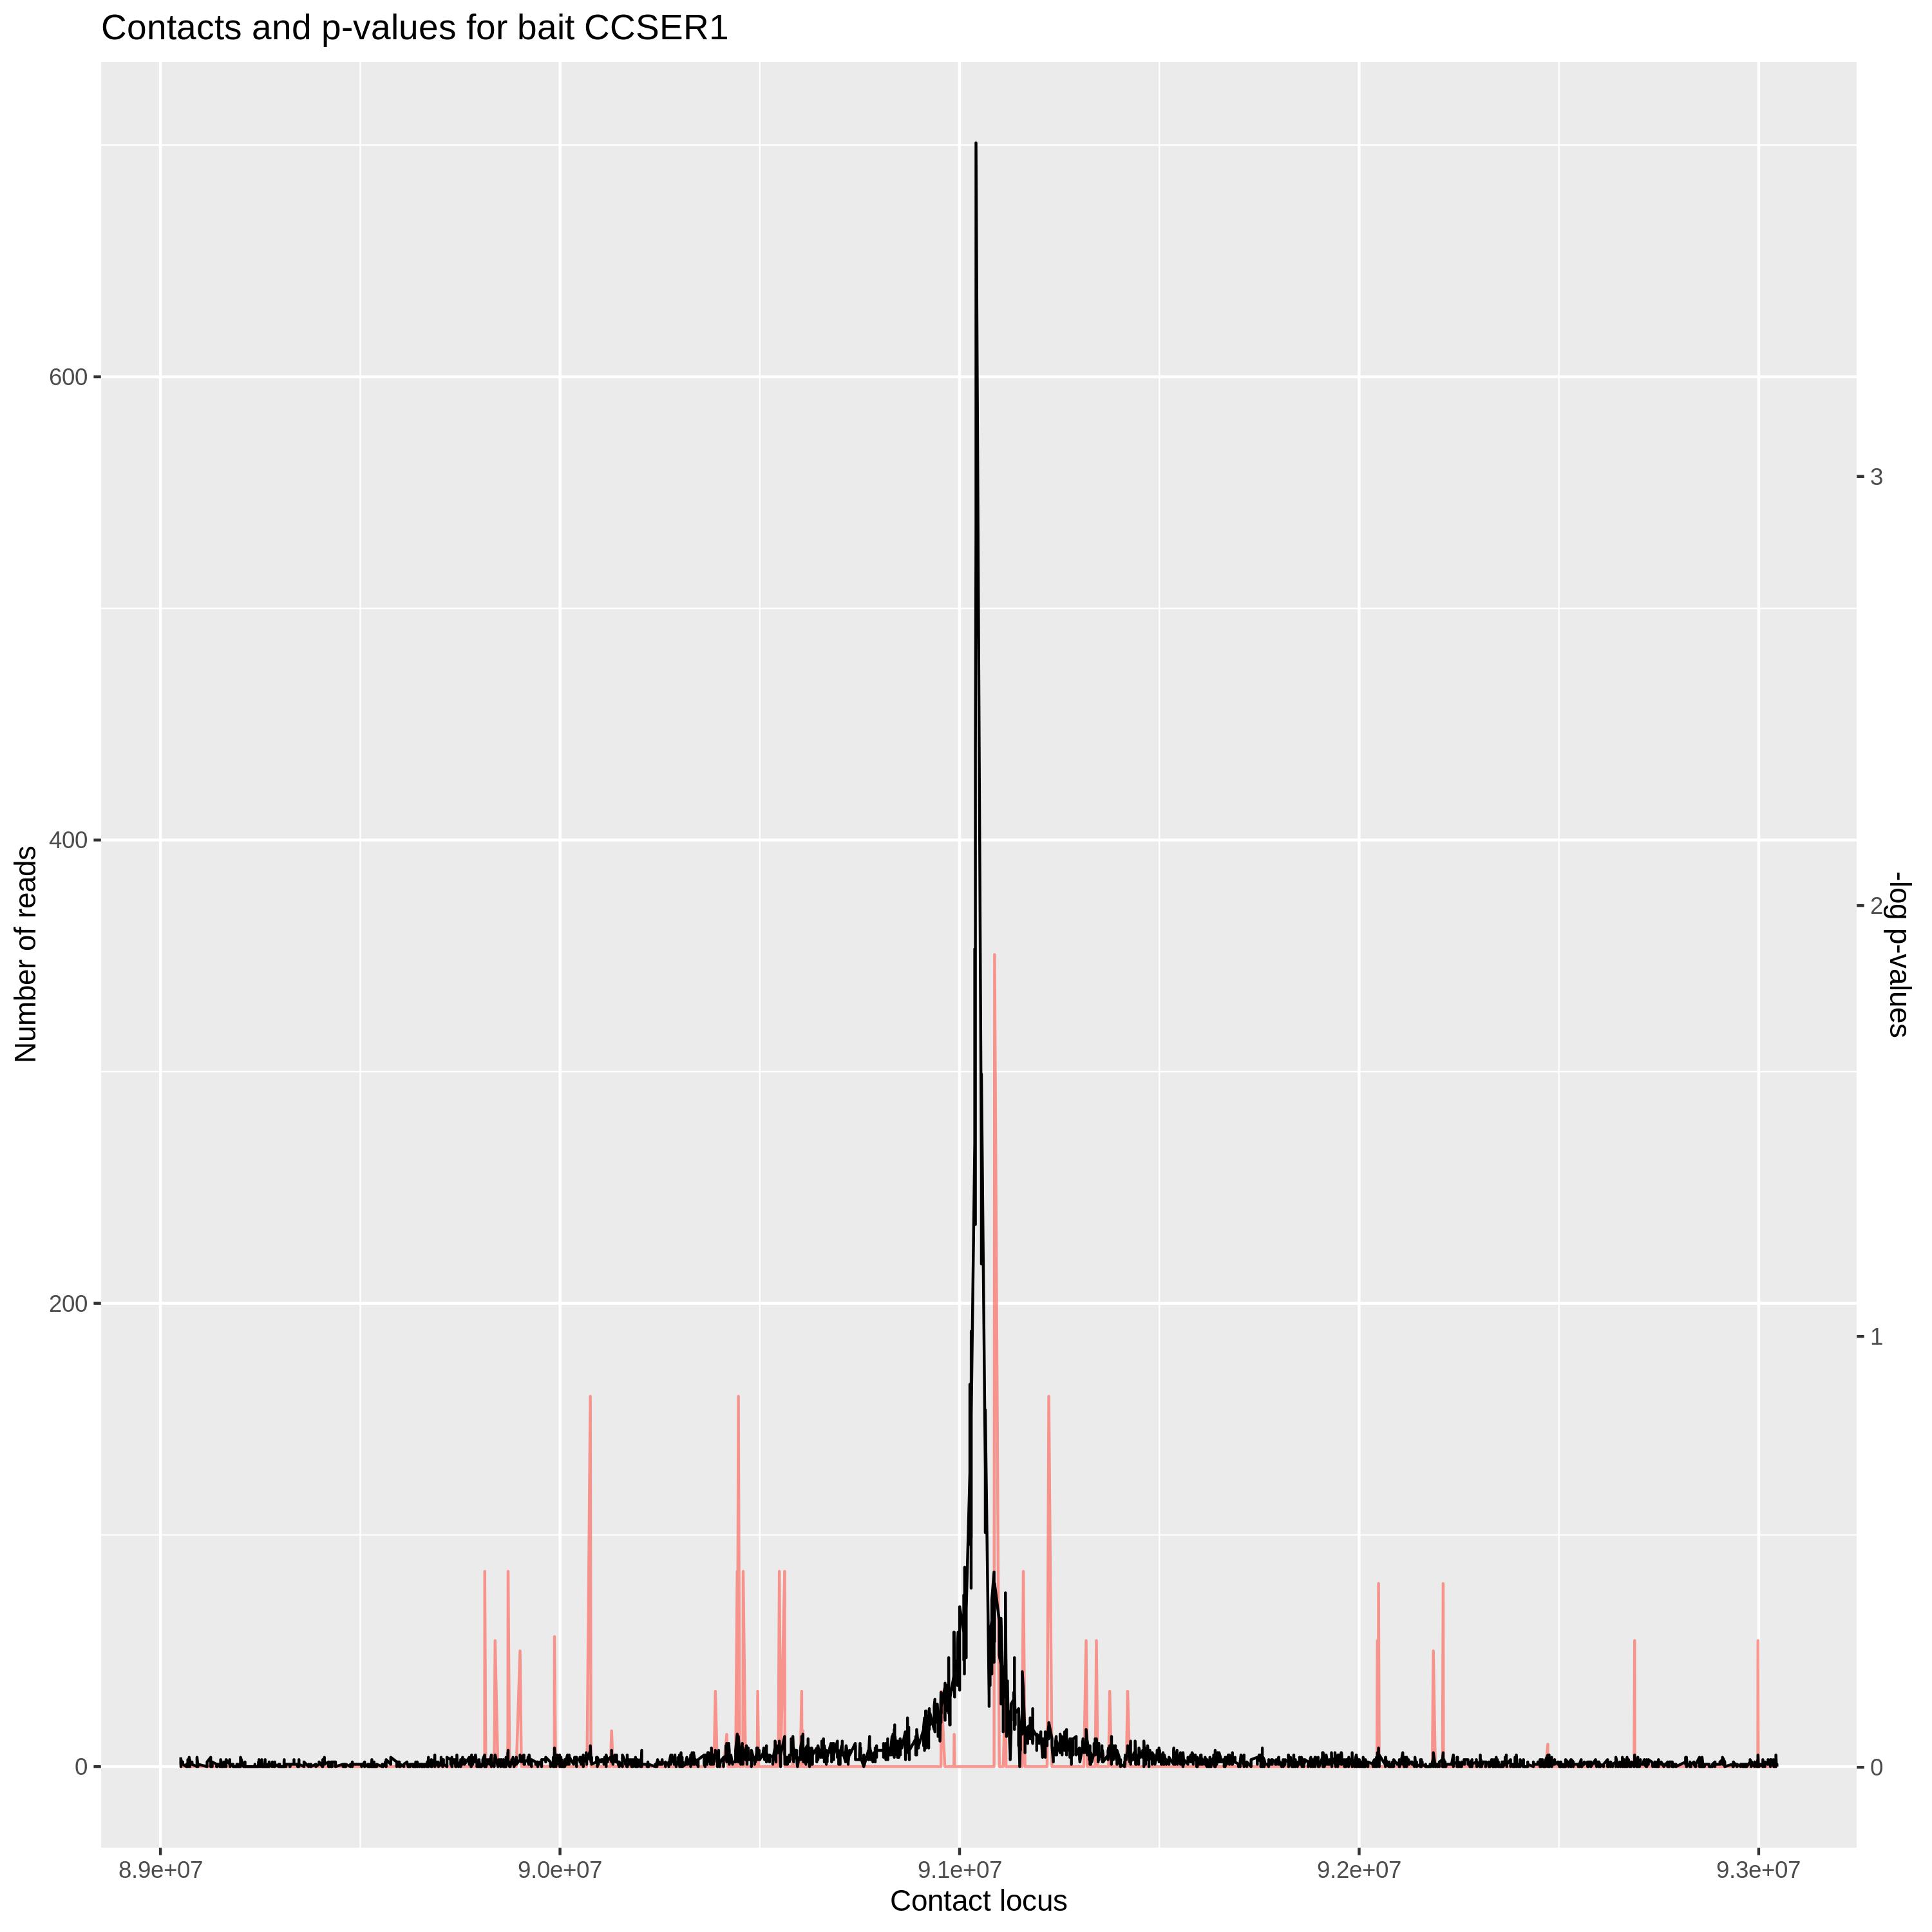 Contacts and p-values for bait CCSER1
600
400
200
0
Number of reads
3
2
1
0
-log p-values
8.9e+07
9.0e+07
9.1e+07
9.2e+07
9.3e+07
Contact locus